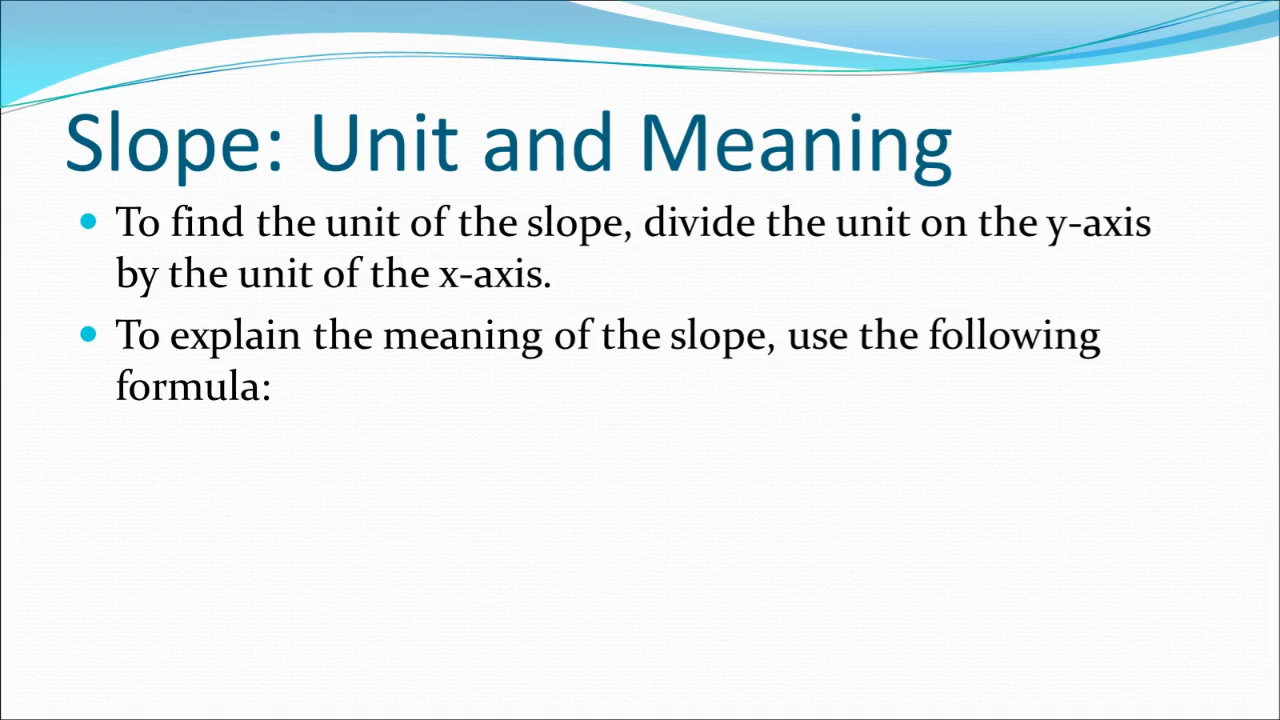 Slope: Unit and Meaning
• To find the unit of the slope, divide the unit on the y-axis
by the unit of the x-axis.
• To explain the meaning of the slope, use the following
formula: